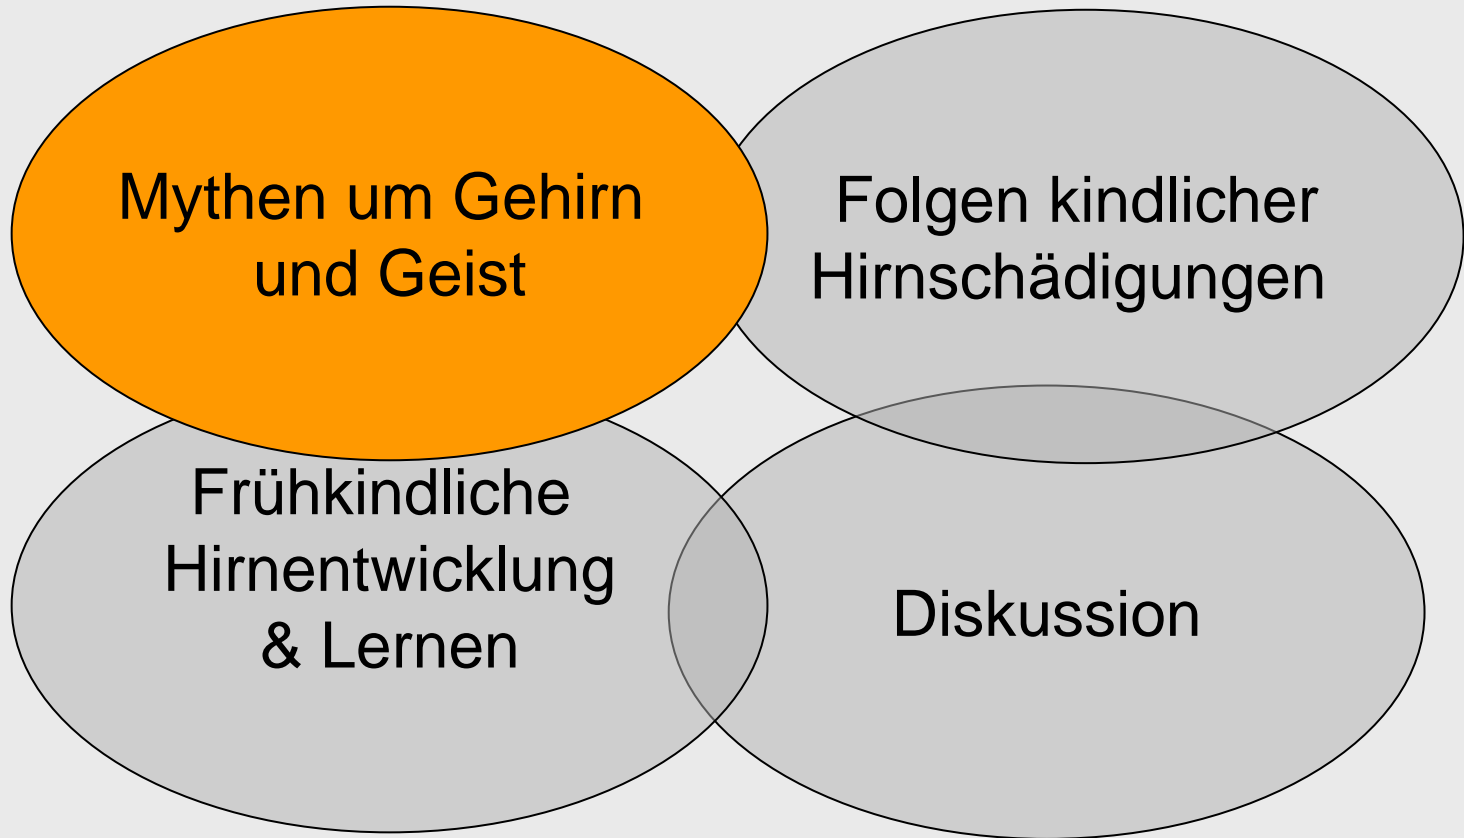 Mythen um Gehirn
und Geist
Folgen kindlicher
Hirnschädigungen
Frühkindliche
Hirnentwicklung
& Lernen
Diskussion